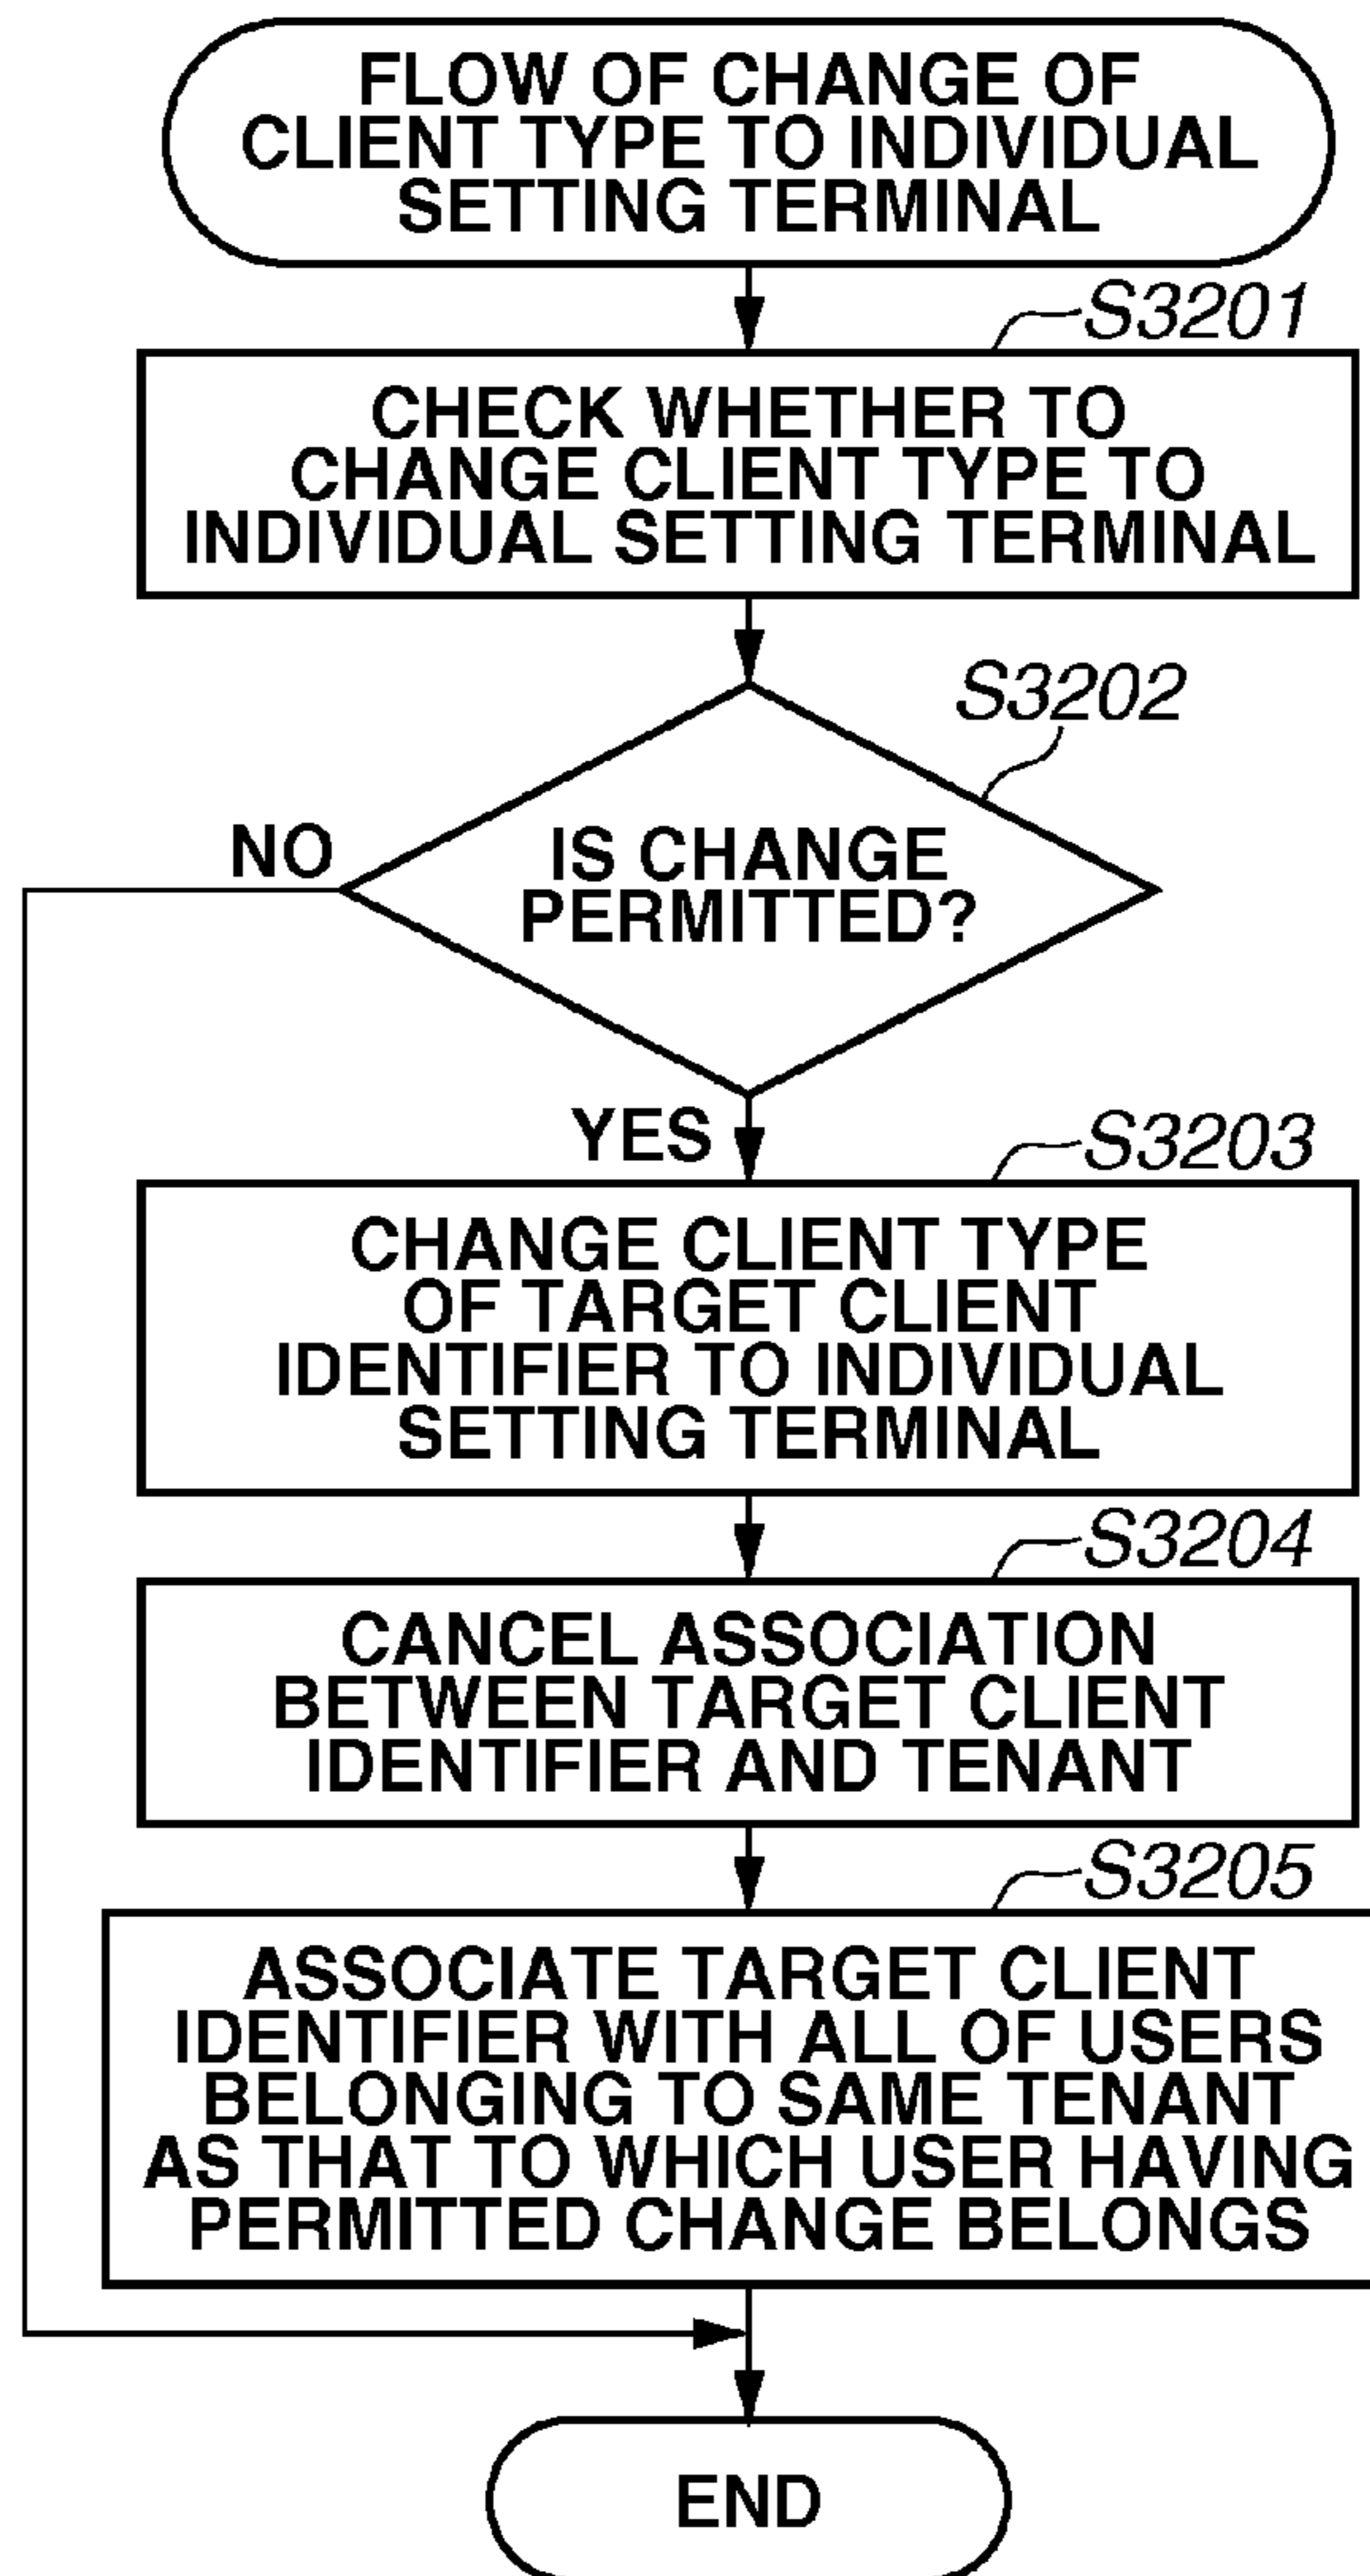 FLOW OF CHANGE OF
CLIENT TYPE TO INDIVIDUAL
SETTING TERMINAL
S3201
CHECK WHETHER TO
CHANGE CLIENT TYPE TO
INDIVIDUAL SETTING TERMINAL
S3202
NO
IS CHANGE
PERMITTED?
YES
S3203
CHANGE CLIENT TYPE
OF TARGET CLIENT
IDENTIFIER TO INDIVIDUAL
SETTING TERMINAL
S3204
CANCEL ASSOCIATION
BETWEEN TARGET CLIENT
IDENTIFIER AND TENANT
S3205
ASSOCIATE TARGET CLIENT
IDENTIFIER WITH ALL OF USERS
BELONGING TO SAME TENANT
AS THAT TO WHICH USER HAVING
PERMITTED CHANGE BELONGS
END